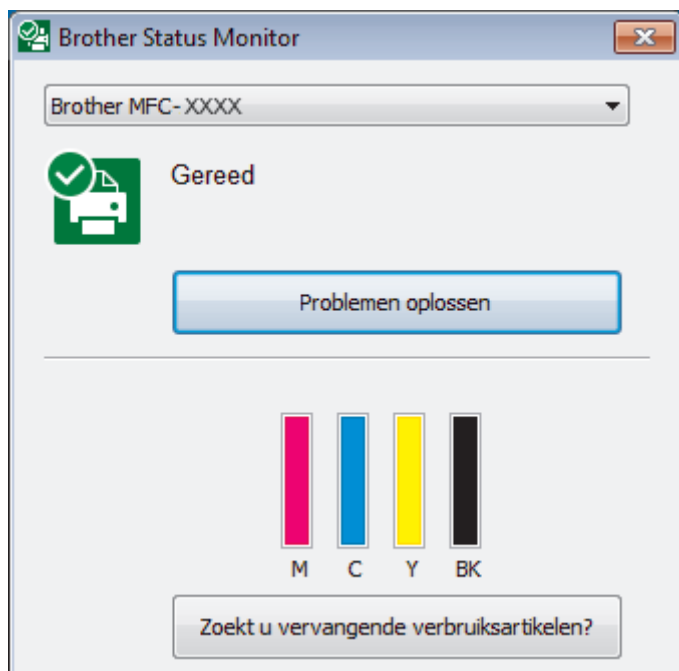 Brother Status Monitor
Brother MFC- XXXX
Gereed
Problemen oplossen
M C Y BK
Zoekt u vervangende verbruiksartikelen?